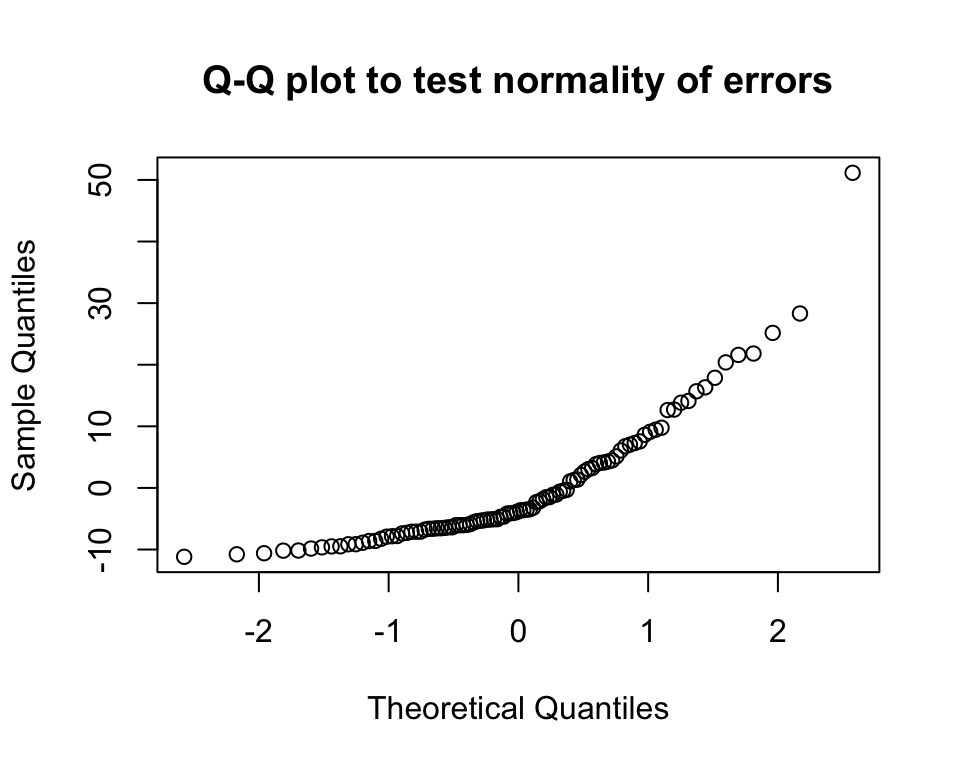 Q-Q plot to test normality of errors
50
30
10
0
-10
Sample Quantiles
-2 -1 0 1 2
Theoretical Quantiles